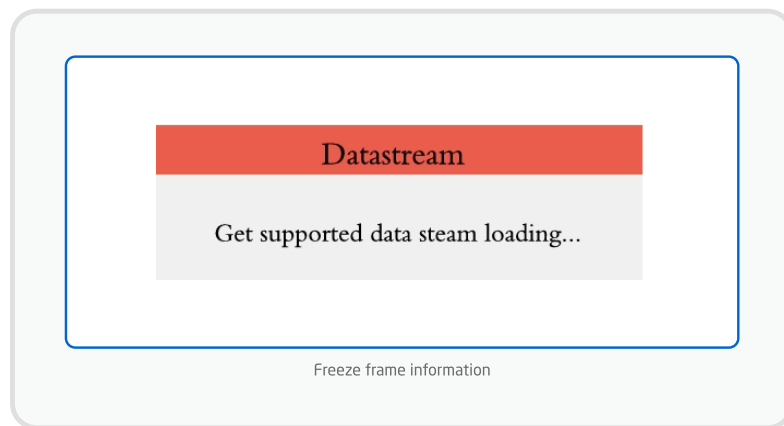 Datastream
Get supported data steam loading...
Freeze frame information